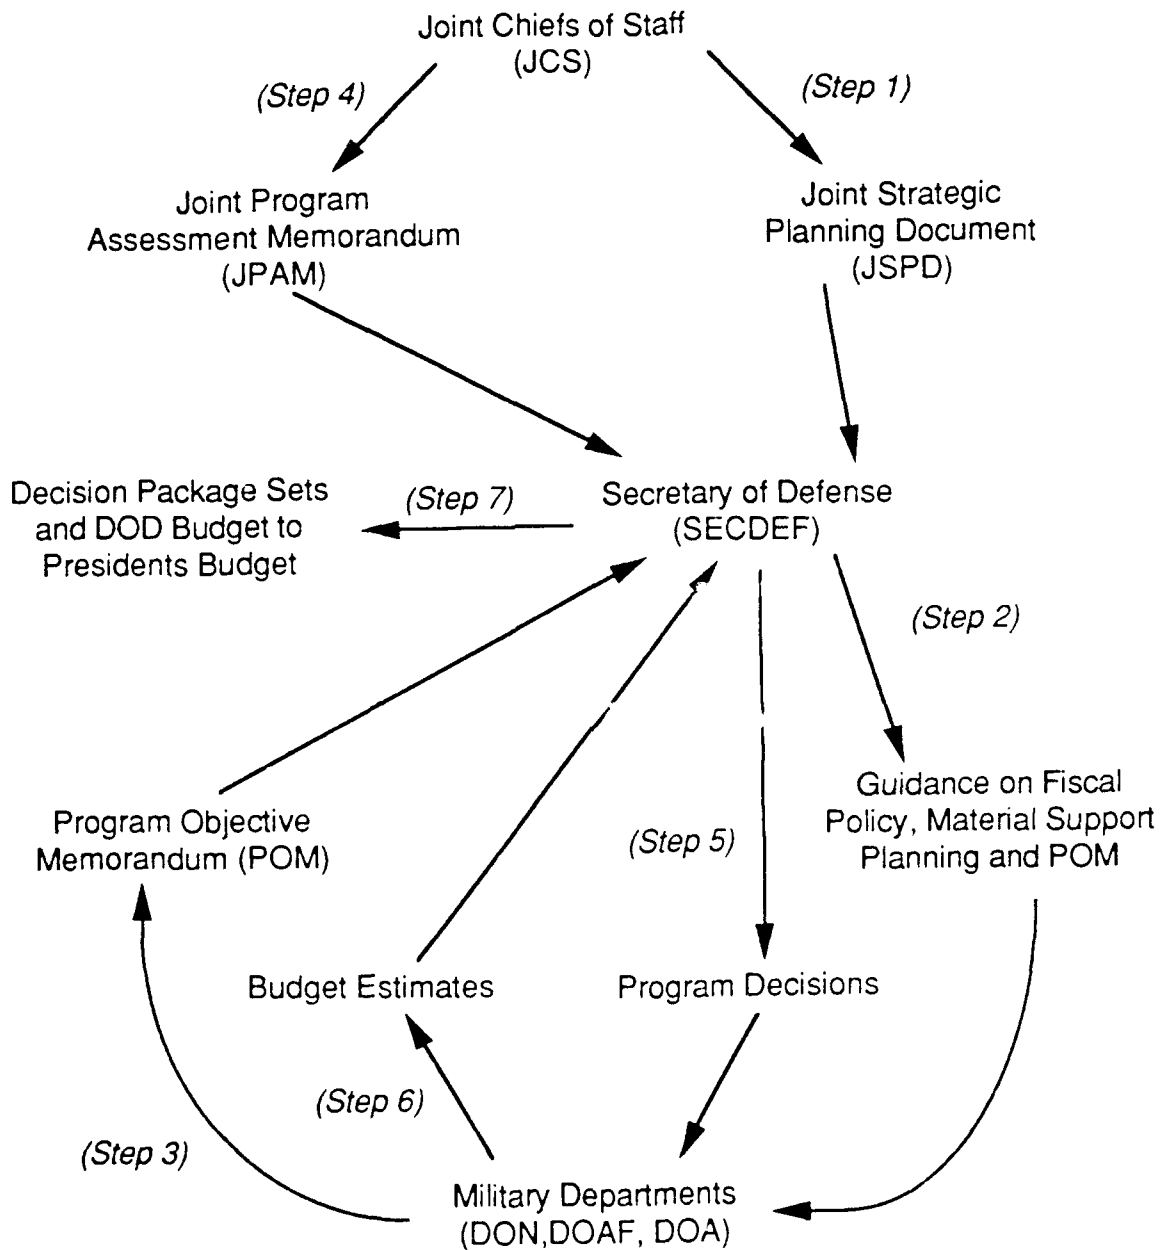 Joint Chiefs of Staff
(JCS)
(Step 4)
(Step 1)
Joint Program
Assessment Memorandum
(JPAM)
Joint Strategic
Planning Document
(JSPD)
Decision Package Sets
and DOD Budget to
Presidents Budget
(Step 7)
Secretary of Defense
(SECDEF)
(Step 2)
Program Objective
Memorandum (POM)
(Step 5)
Guidance on Fiscal
Policy, Material Support
Planning and POM
Budget Estimates
Program Decisions
(Step 6)
(Step 3)
Military Departments
(DON,DOAF, DOA)